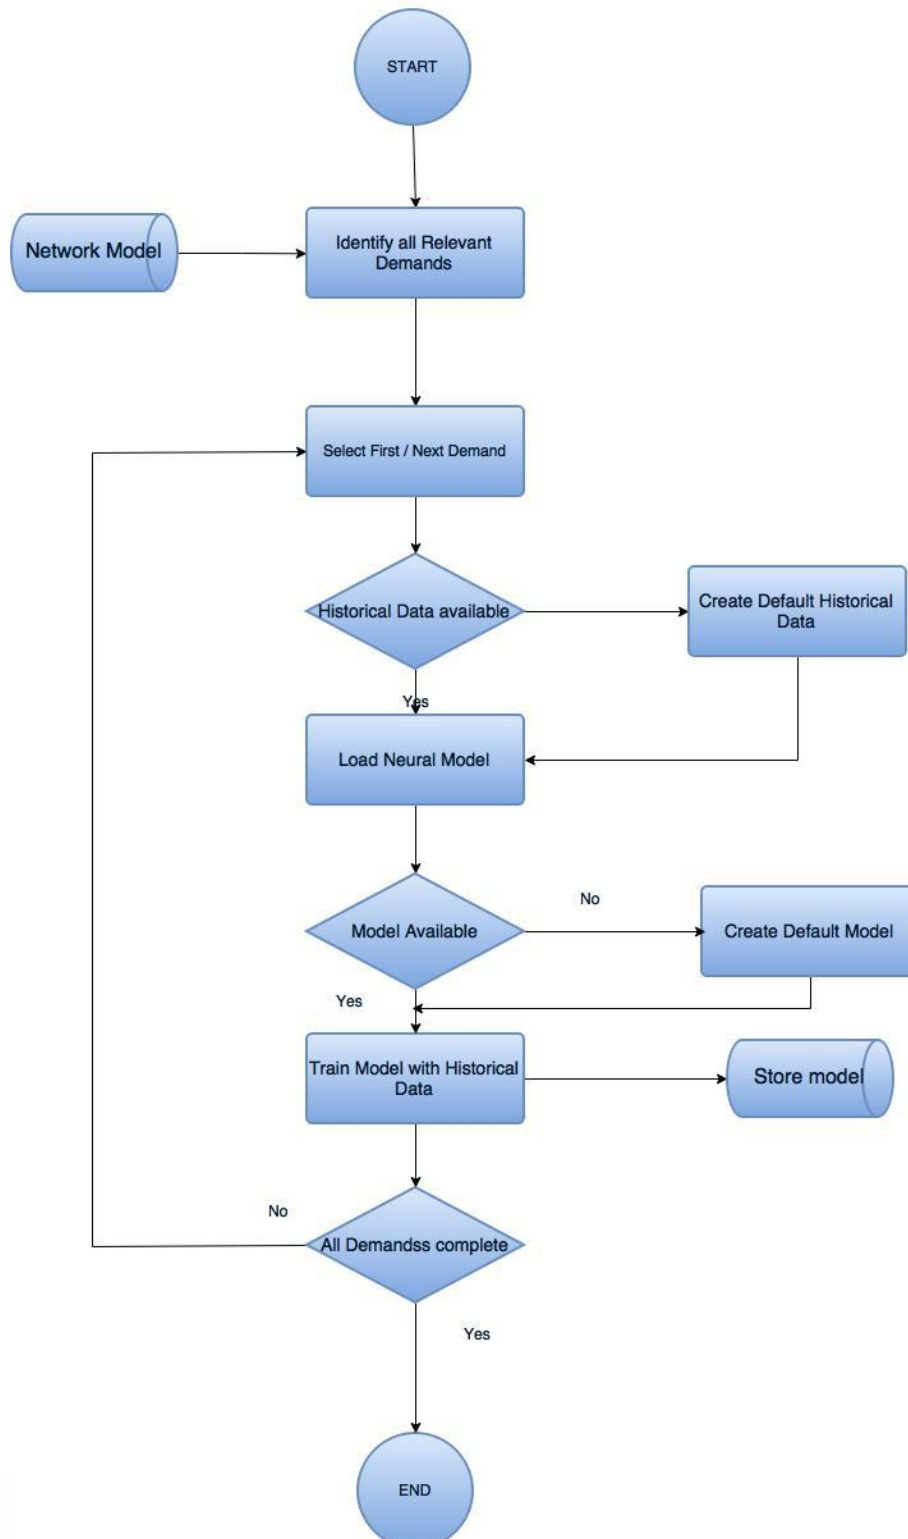 START
Network Model
Identify all Relevant
Demands
Select First / Next Demand
Historical Data available
Create Default Historical
Data
Yes
Load Neural Model
No
Model Available
Create Default Model
Yes
Train Model with Historical
Data
Store model
No
All Demandss complete
Yes
END